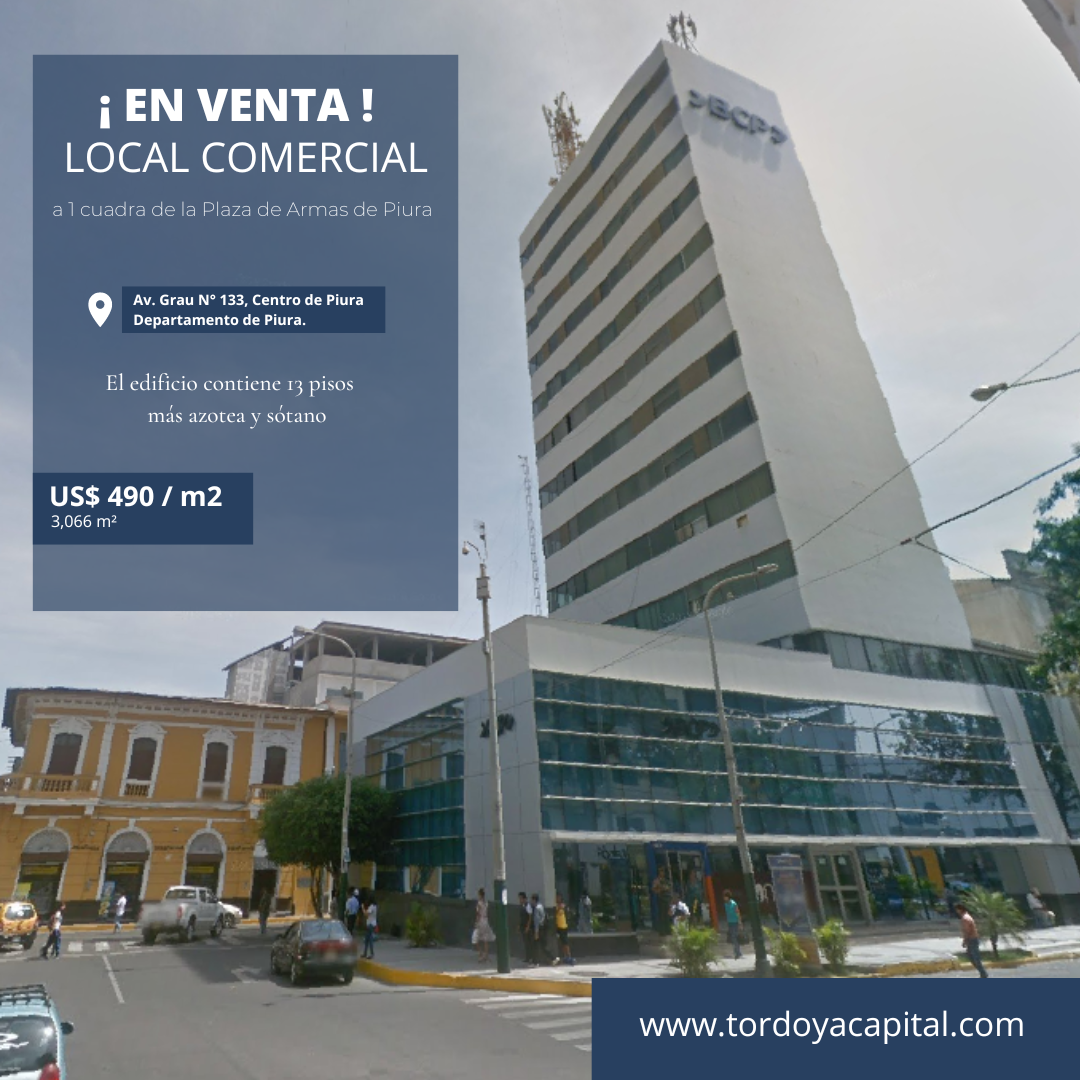 ¡ EN VENTA !
LOCAL COMERCIAL
a 1 cuadra de la Plaza de Armas de Piura
Av. Grau N° 133, Centro de Piura
Departamento de Piura.
El edificio contiene 13 pisos
más azotea y sótano
US$ 490 / m2
3,066 m²
>BCP>
www.tordoyacapital.com